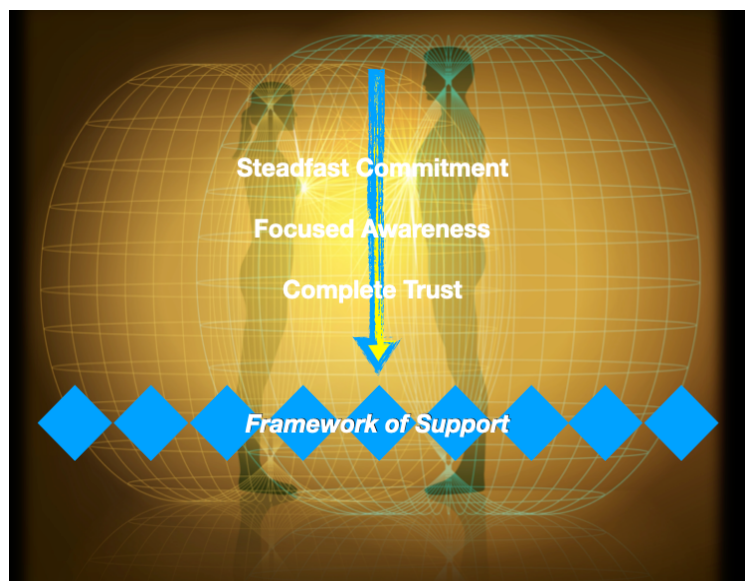 Steadfast Commitment
Focused Awareness
Complete Trust
Framework of Support